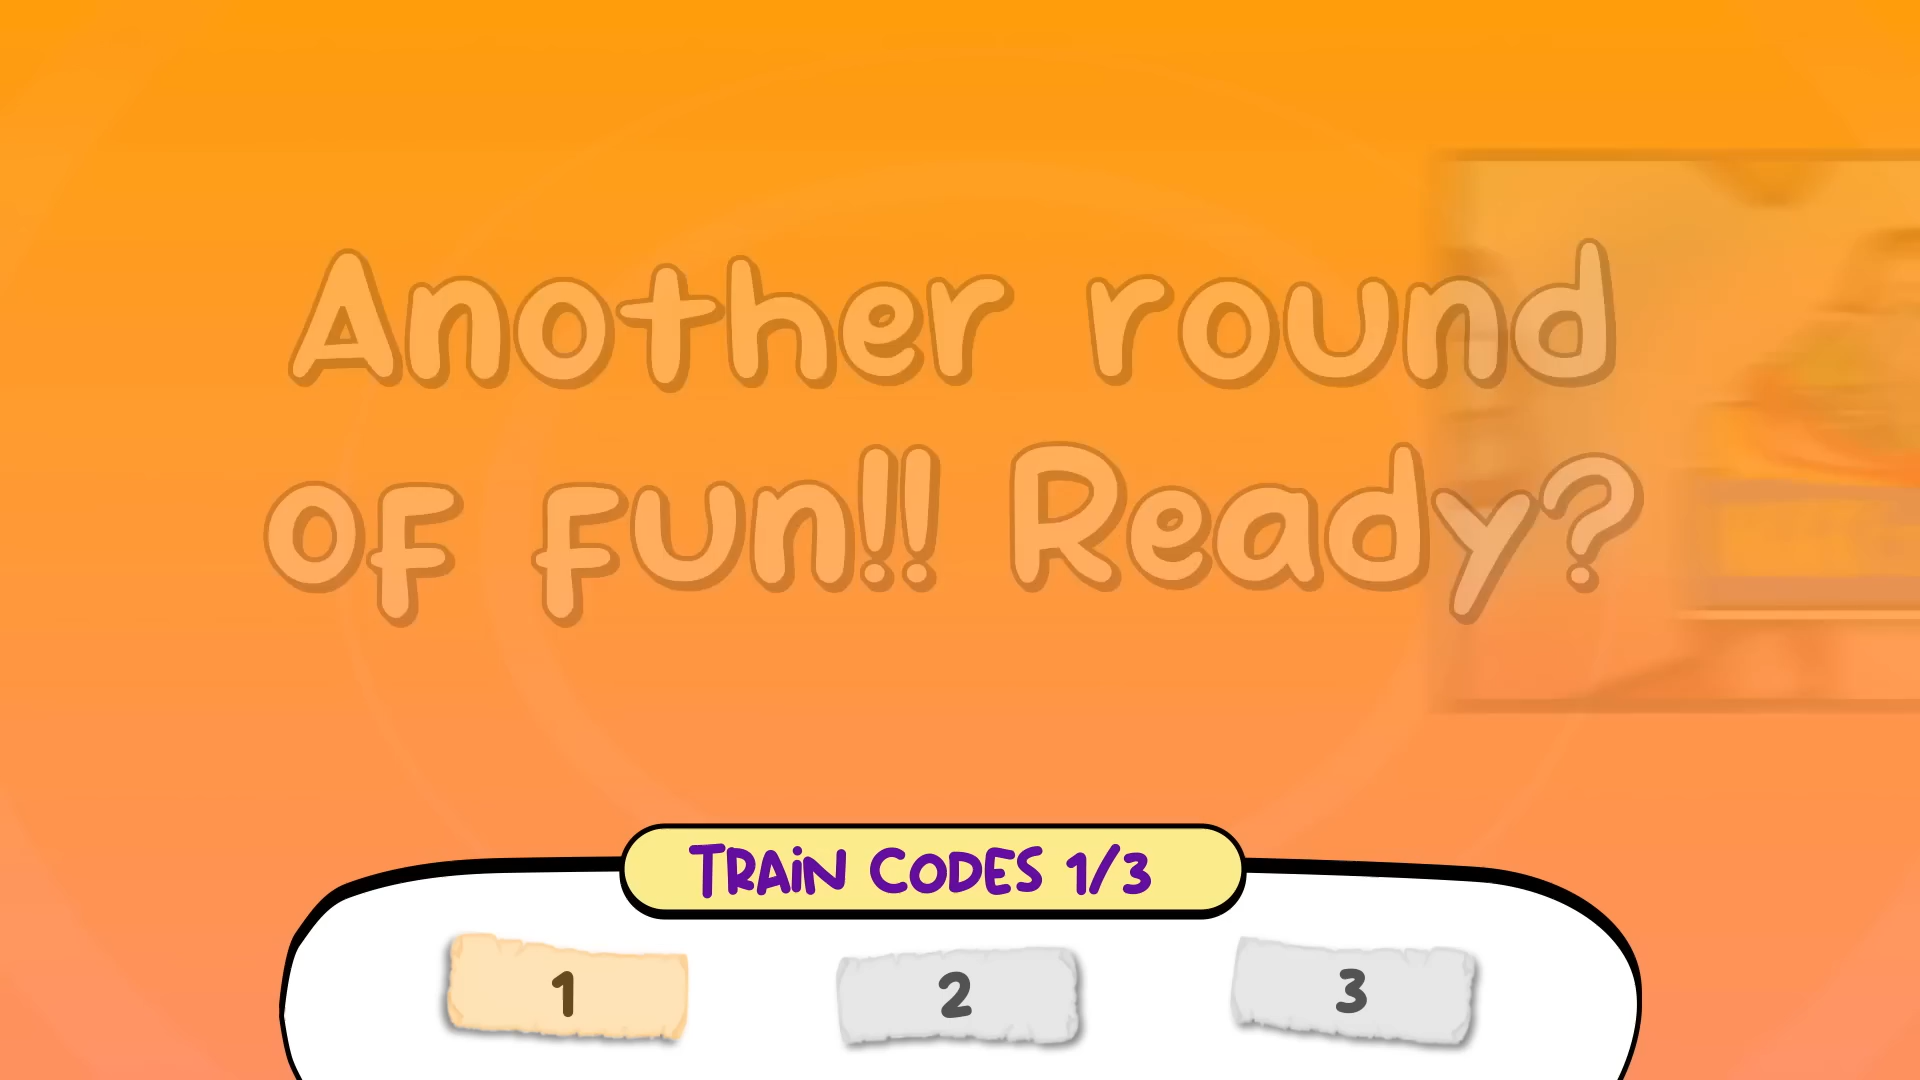 Another round
of fun!! Ready?
TRAiN CODES 1/3
1
2
3